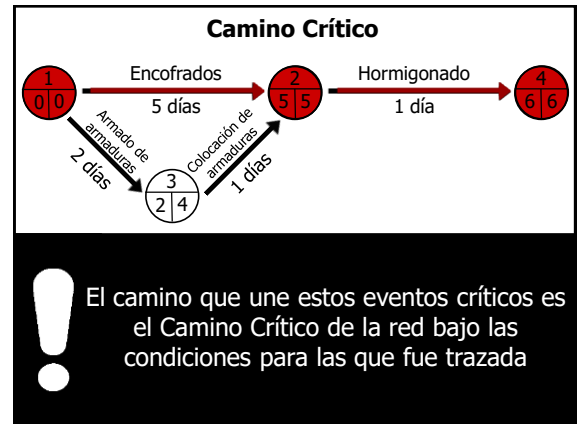 Camino Crítico
1
0 0
Encofrados
5 días
2
5 5
Hormigonado
1 día
4
6 6
Armado de
armaduras
2 días
3
2 4
Colocación de
armaduras
1 días
El camino que une estos eventos críticos es
el Camino Crítico de la red bajo las
condiciones para las que fue trazada